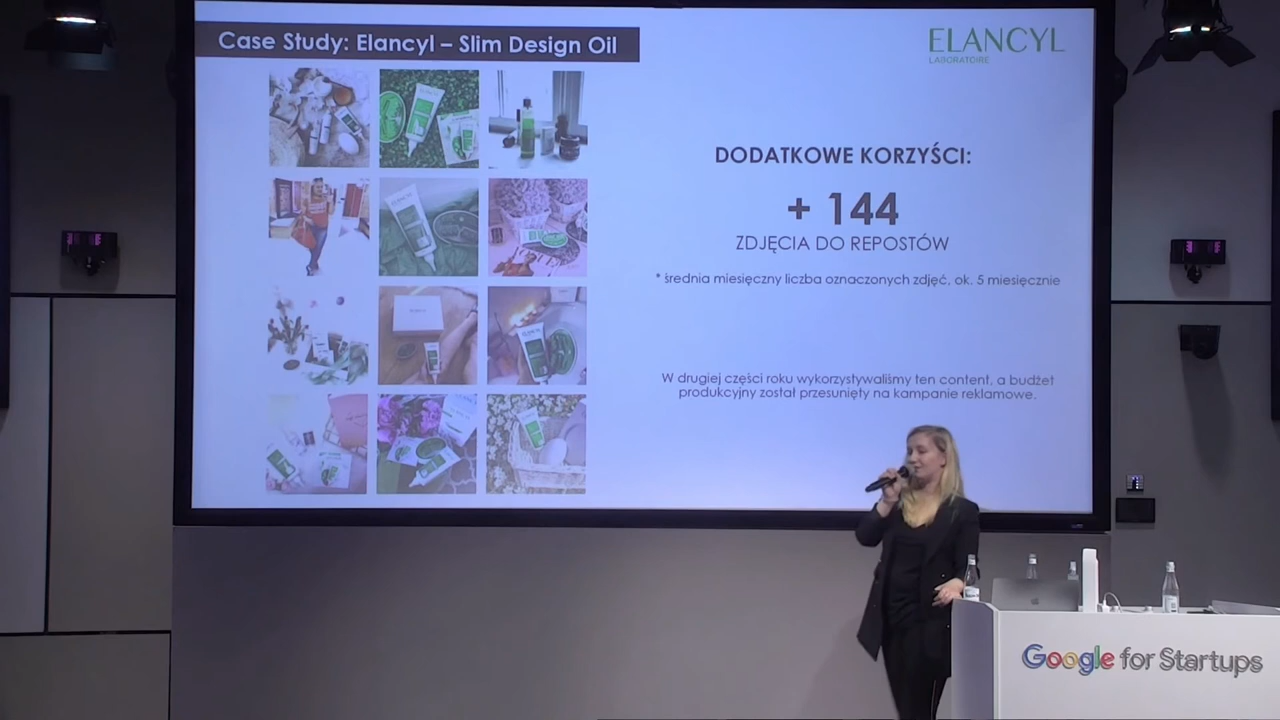 Case Study: Elancyl – Slim Design Oil
ELANCYL
LABORATOIRE
DODATKOWE KORZYŚCI:
+ 144
ZDJĘCIA DO REPOSTÓW
* średnia miesięczny liczba oznaczonych zdjęć, ok. 5 miesięcznie
W drugiej części roku wykorzystywaliśmy ten content, a budżet
produkcyjny został przesunięty na kampanie reklamowe.
Google for Startups